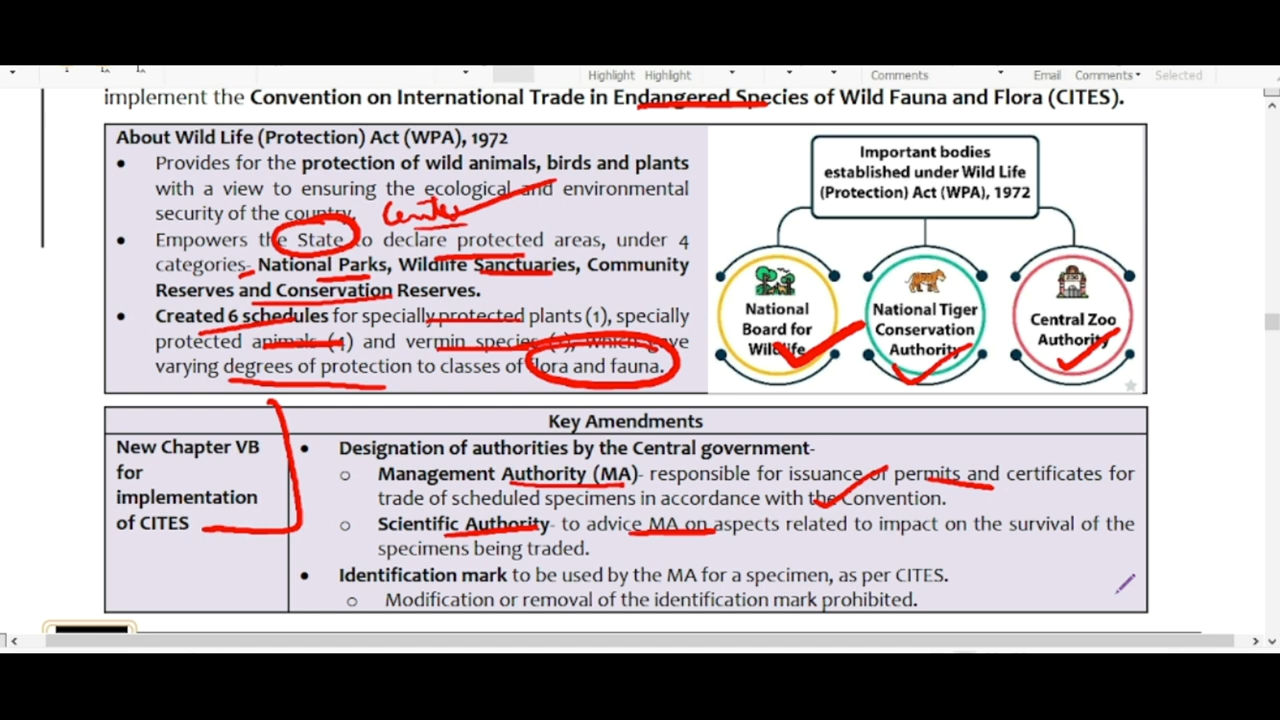 Highlight Highlight Comments Email Comments Selected
implement the Convention on International Trade in Endangered Species of Wild Fauna and Flora (CITES).
About Wild Life (Protection) Act (WPA), 1972
• Provides for the protection of wild animals, birds and plants
with a view to ensuring the ecological and environmental
security of the country.
Center
• Empowers the State to declare protected areas, under 4
categories- National Parks, Wildlife Sanctuaries, Community
Reserves and Conservation Reserves.
• Created 6 schedules for specially protected plants (1), specially
protected animals (4) and vermin species (1), which gave
varying degrees of protection to classes of flora and fauna.
Important bodies
established under Wild Life
(Protection) Act (WPA), 1972
National
Board for
Wildlife
National Tiger
Conservation
Authority
Central Zoo
Authority
Key Amendments
New Chapter VB
for
implementation
of CITES
• Designation of authorities by the Central government-
o Management Authority (MA)- responsible for issuance of permits and certificates for
trade of scheduled specimens in accordance with the Convention.
o Scientific Authority- to advice MA on aspects related to impact on the survival of the
specimens being traded.
• Identification mark to be used by the MA for a specimen, as per CITES.
o Modification or removal of the identification mark prohibited.